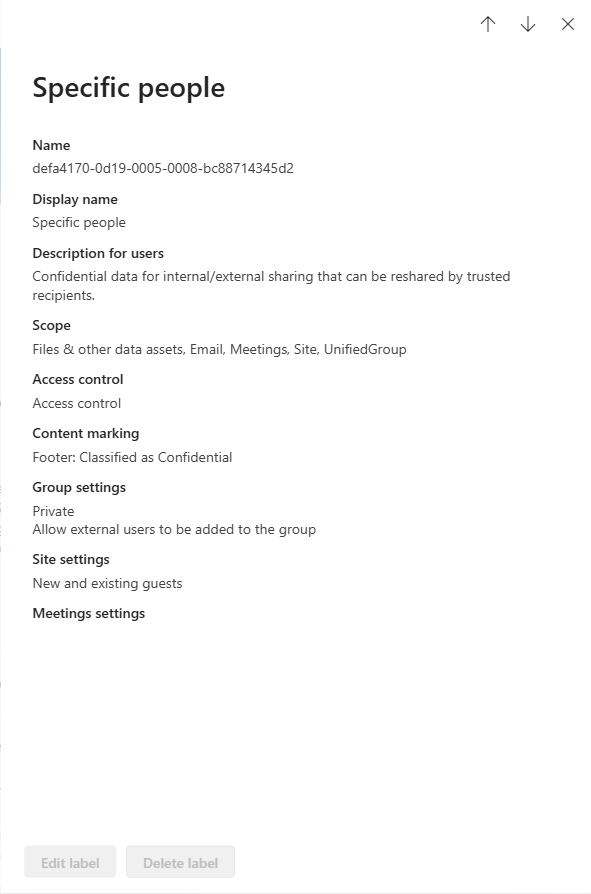 Specific people
Name
defa4170-0d19-0005-0008-bc88714345d2
Display name
Specific people
Description for users
Confidential data for internal/external sharing that can be reshared by trusted
recipients.
Scope
Files & other data assets, Email, Meetings, Site, UnifiedGroup
Access control
Access control
Content marking
Footer: Classified as Confidential
Group settings
Private
Allow external users to be added to the group
Site settings
New and existing guests
Meetings settings
Edit label
Delete label